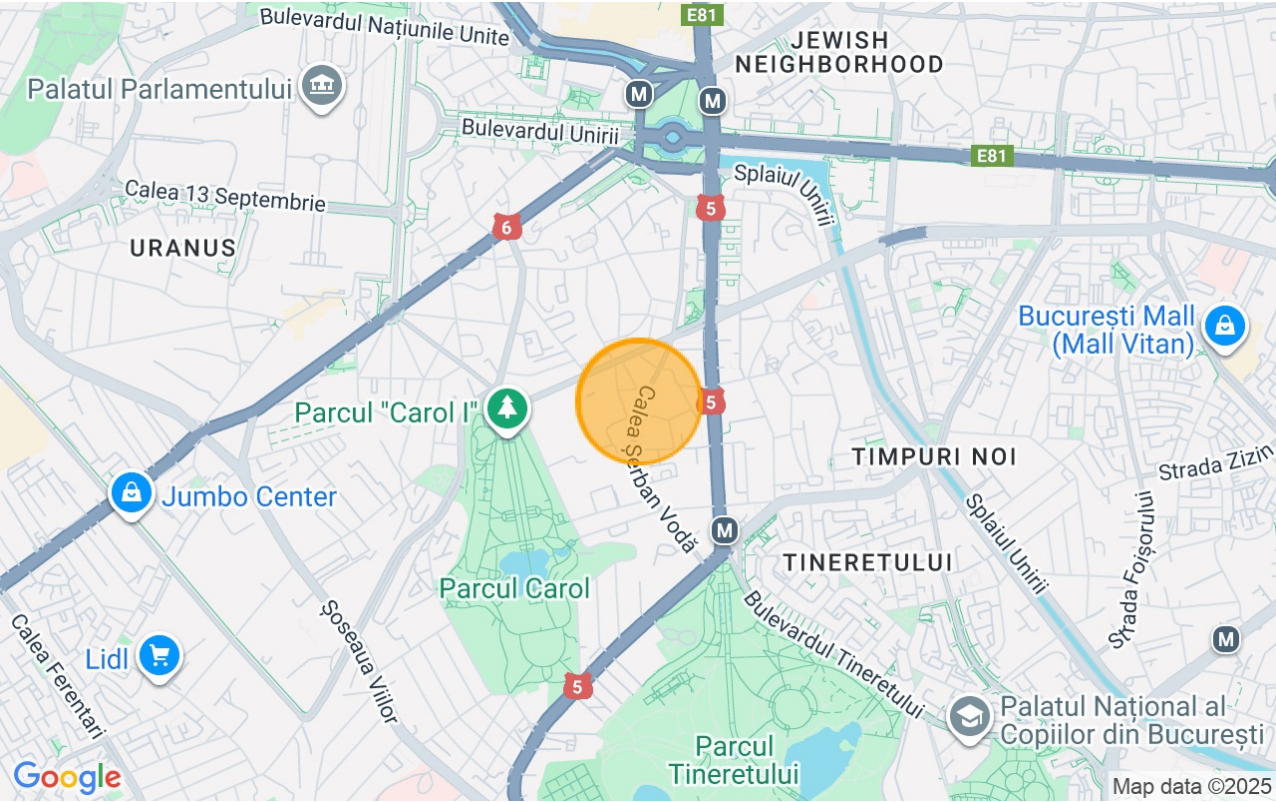 E81
Bulevardul Națiunile Unite
JEWISH
NEIGHBORHOOD
Palatul Parlamentului
M
M
Bulevardul Unirii
E81
Splaiul Unirii
Calea 13 Septembrie
5
6
URANUS
București Mall
(Mall Vitan)
Parcul "Carol I"
Calea Șerban Vodă
5
TIMPURI NOI
Strada Zizin
Jumbo Center
Splaiul Unirii
Strada Foișorului
M
TINERETULUI
Parcul Carol
Bulevardul Tineretului
Șoseaua Viilor
Calea Ferentari
Lidl
M
5
Palatul Național al
Copiilor din București
Parcul
Tineretului
Google
Map data ©2025